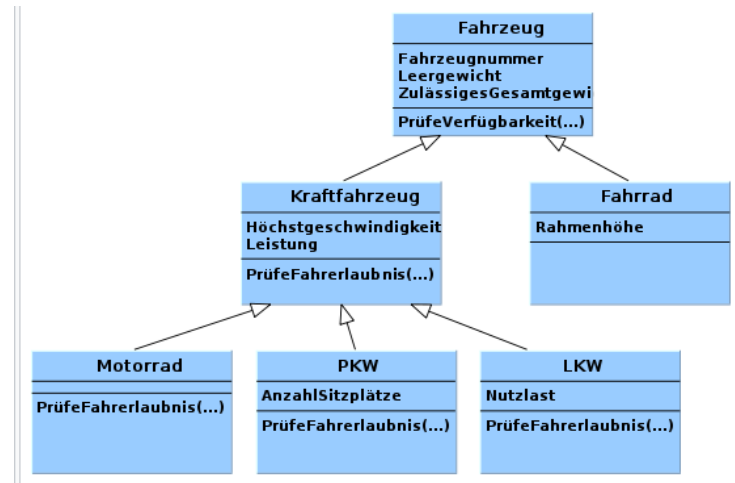 Fahrzeug
Fahrzeugnummer
Leergewicht
ZulässigesGesamtgewi
PrüfeVerfügbarkeit(...)
Kraftfahrzeug
Höchstgeschwindigkeit
Leistung
PrüfeFahrerlaubnis(...)
Fahrrad
Rahmenhöhe
Motorrad
PrüfeFahrerlaubnis(...)
PKW
AnzahlSitzplätze
PrüfeFahrerlaubnis(...)
LKW
Nutzlast
PrüfeFahrerlaubnis(...)